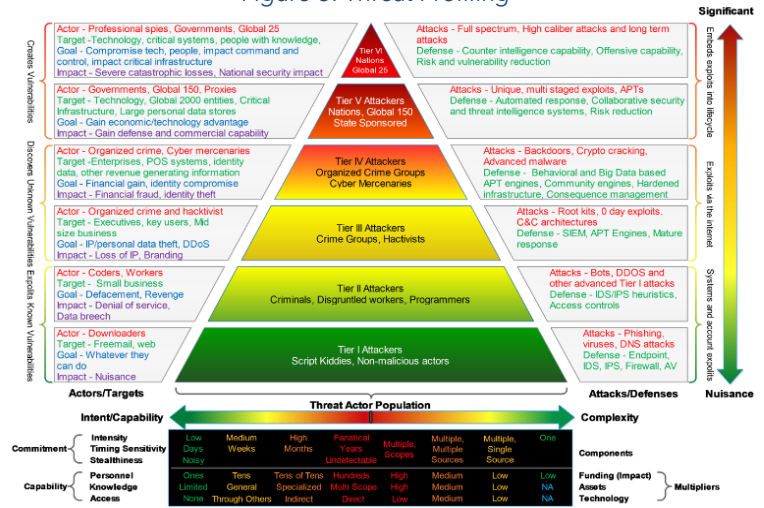 Figure 3: Threat Profiling
Significant
Creates Vulnerabilities
Discovers Unknown Vulnerabilities
Expolits Known Vulnerabilities
Actor - Professional spies, Governments, Global 25
Target -Technology, critical systems, people with knowledge,
Goal - Compromise tech, people, impact command and
control, impact critical infrastructure
Impact - Severe catastrophic losses, National security impact
Tier VI
Nations
Global 25
Attacks - Full spectrum, High caliber attacks and long term
attacks
Defense - Counter intelligence capability, Offensive capability,
Risk and vulnerability reduction
Actor - Governments, Global 150, Proxies
Target - Technology, Global 2000 entities, Critical
Infrastructure, Large personal data stores
Goal - Gain economic/technology advantage
Impact - Gain defense and commercial capability
Tier V Attackers
Nations, Global 150
State Sponsored
Attacks - Unique, multi staged exploits, APTs
Defense - Automated response, Collaborative security
and threat intelligence systems, Risk reduction
Actor - Organized crime, Cyber mercenaries
Target -Enterprises, POS systems, identity
data, other revenue generating information
Goal - Financial gain, identity compromise
Impact - Financial fraud, identity theft
Tier IV Attackers
Organized Crime Groups
Cyber Mercenaries
Attacks - Backdoors, Crypto cracking,
Advanced malware
Defense - Behavioral and Big Data based
APT engines, Community engines, Hardened
infrastructure, Consequence management
Actor - Organized crime and hacktivist
Target - Executives, key users, Mid
size business
Goal - IP/personal data theft, DDoS
Impact - Loss of IP, Branding
Tier III Attackers
Crime Groups, Hactivists
Attacks - Root kits, 0 day exploits,
C&C architectures
Defense - SIEM, APT Engines, Mature
response
Actor - Coders, Workers
Target - Small business
Goal - Defacement, Revenge
Impact - Denial of service,
Data breech
Tier II Attackers
Criminals, Disgruntled workers, Programmers
Attacks - Bots, DDOS and
other advanced Tier I attacks
Defense - IDS/IPS heuristics,
Access controls
Actor - Downloaders
Target - Freemail, web
Goal - Whatever they
can do
Impact - Nuisance
Tier I Attackers
Script Kiddies, Non-malicious actors
Attacks - Phishing,
viruses, DNS attacks
Defense - Endpoint,
IDS, IPS, Firewall, AV
Embeds exploits into lifecycle
Exploits via the internet
Systems and account expolits
Actors/Targets
Attacks/Defenses
Nuisance
Threat Actor Population
Intent/Capability
Complexity
Commitment
Intensity
Timing Sensitivity
Stealthiness
Low
Days
Noisy
Medium
Weeks
High
Months
Fanatical
Years
Undetectable
Multiple,
Scopes
Multiple,
Multiple
Sources
Multiple,
Single
Source
One
Components
Capability
Personnel
Knowledge
Access
Ones
Limited
None
Tens
General
Through Others
Tens of Tens
Specialized
Indirect
Hundreds
Multi Scope
Direct
High
High
Low
Medium
Medium
Medium
Low
Low
Low
Low
NA
NA
Funding (Impact)
Assets
Technology
Multipliers